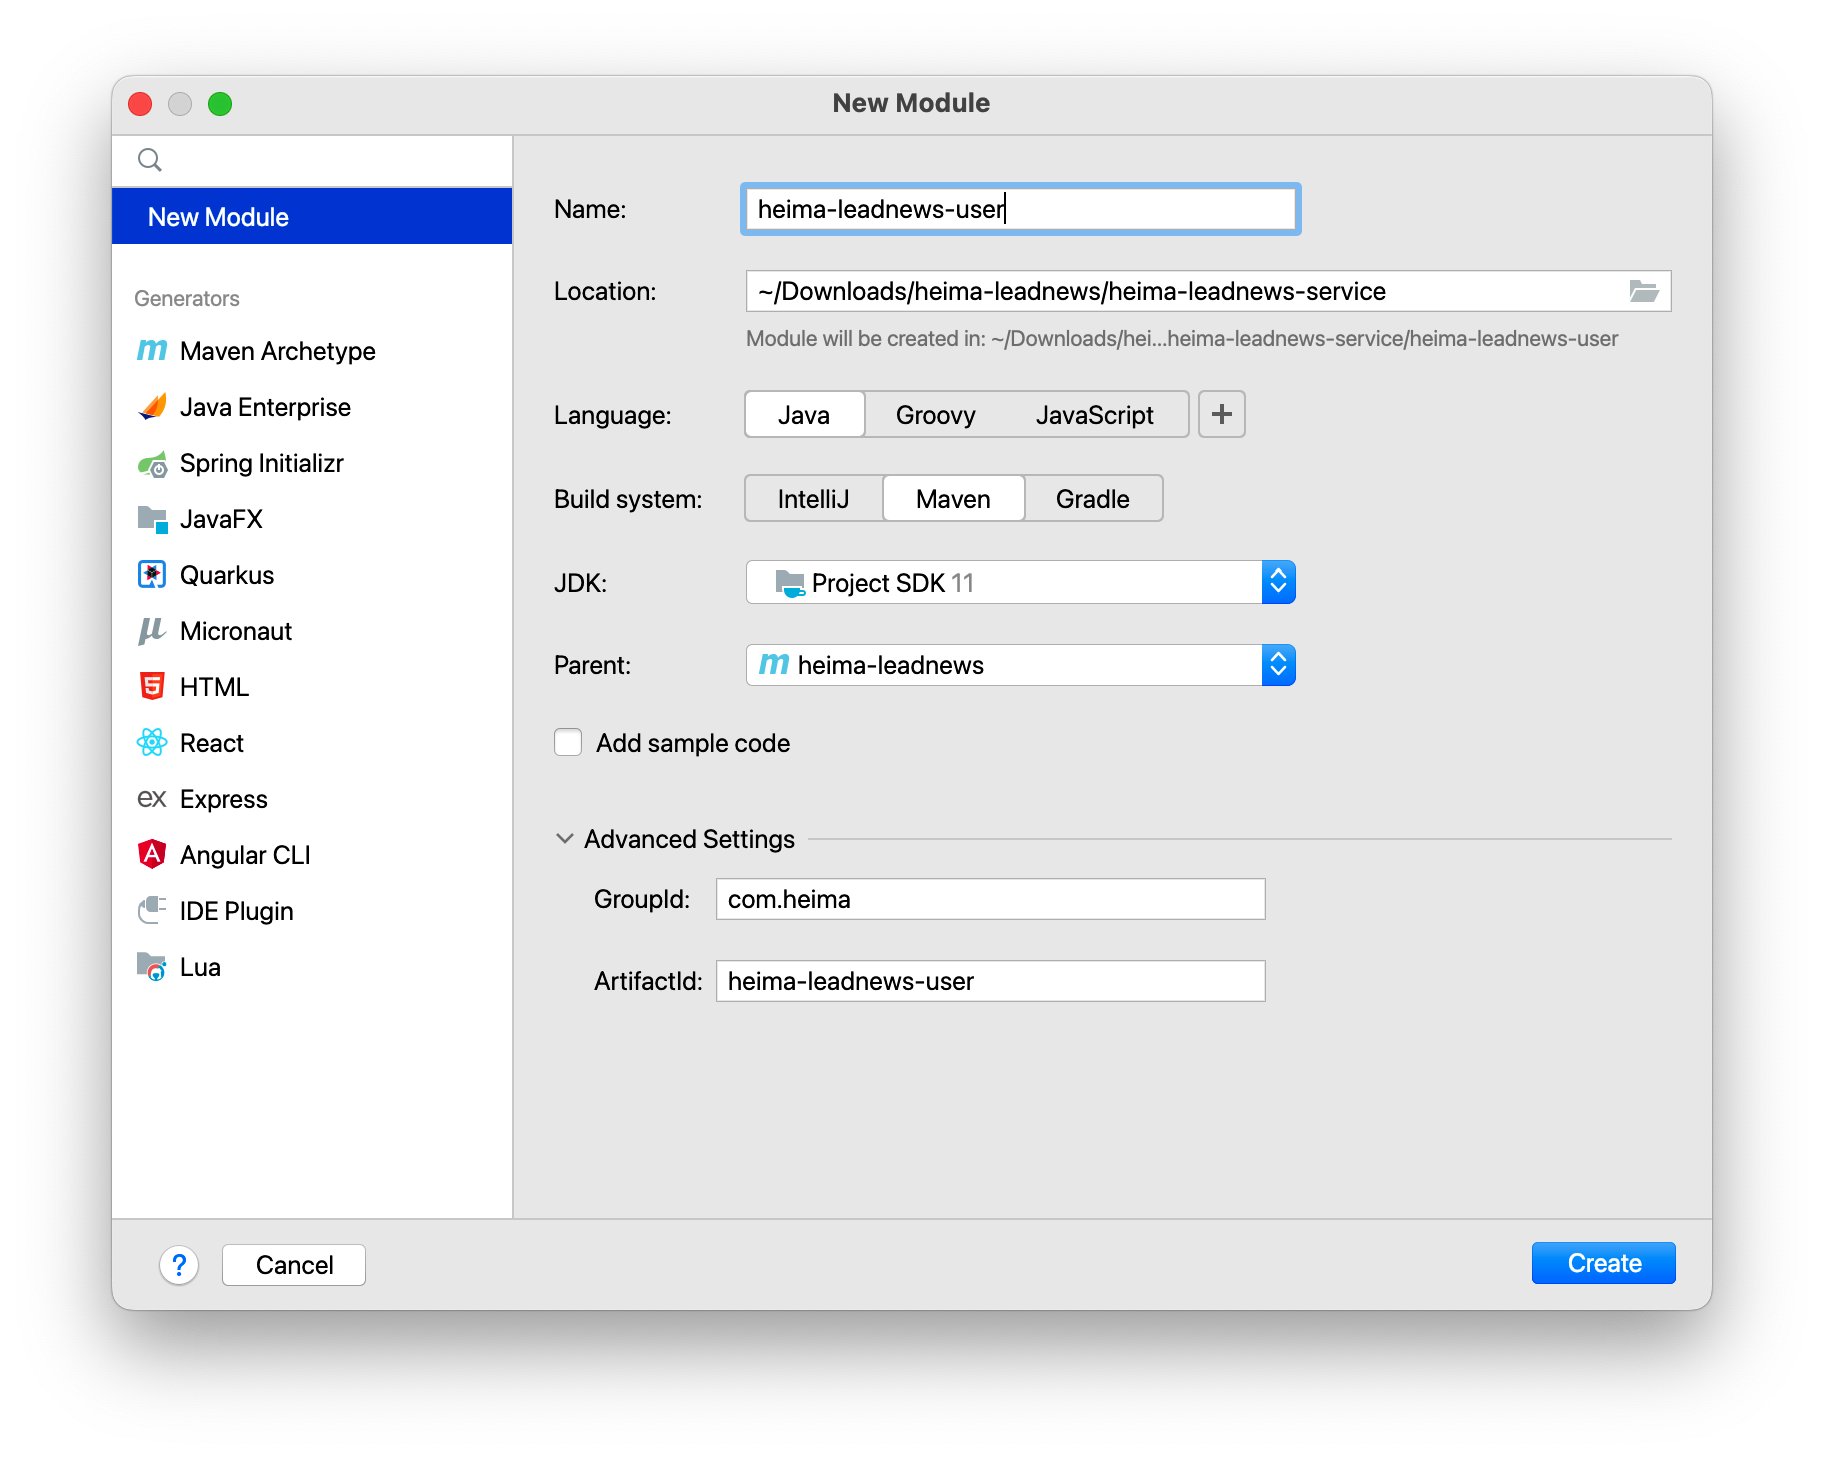 New Module
New Module
Generators
Maven Archetype
Java Enterprise
Spring Initializr
JavaFX
Quarkus
Micronaut
HTML
React
ex Express
Angular CLI
IDE Plugin
Lua
Name: heima-leadnews-user
Location: ~/Downloads/heima-leadnews/heima-leadnews-service
Module will be created in: ~/Downloads/hei...heima-leadnews-service/heima-leadnews-user
Language: Java Groovy JavaScript +
Build system: IntelliJ Maven Gradle
JDK: Project SDK 11
Parent: m heima-leadnews
Add sample code
Advanced Settings
GroupId: com.heima
ArtifactId: heima-leadnews-user
? Cancel Create